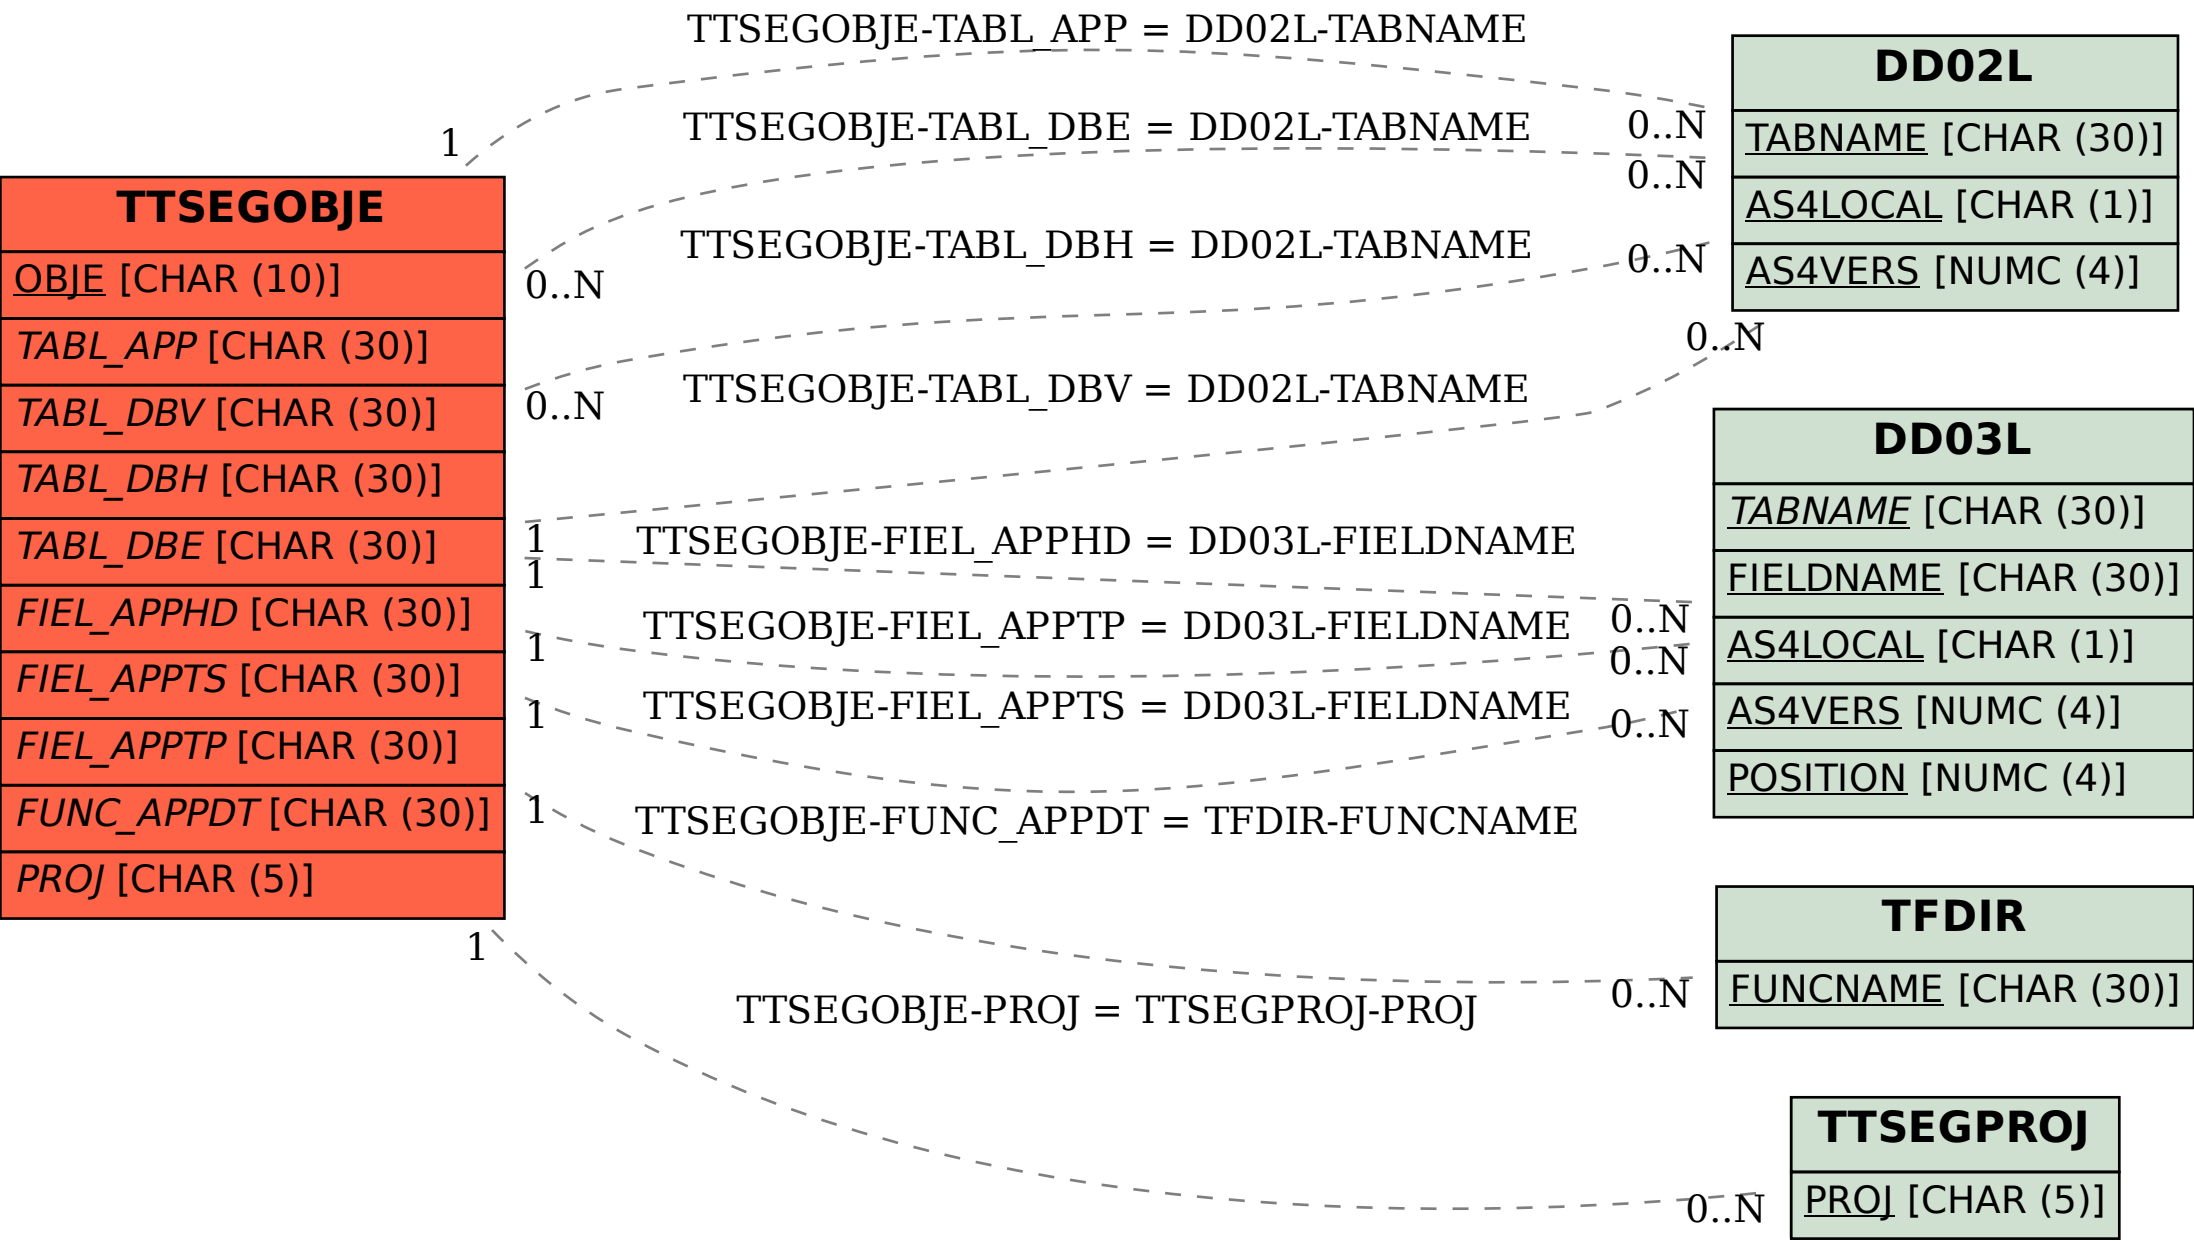 TTSEGOBJE-TABL_APP = DD02L-TABNAME
1
0..N
TTSEGOBJE-TABL_DBE = DD02L-TABNAME
0..N
0..N
TTSEGOBJE-TABL_DBH = DD02L-TABNAME
0..N
0..N
TTSEGOBJE-TABL_DBV = DD02L-TABNAME
0..N
1
TTSEGOBJE-FIEL_APPHD = DD03L-FIELDNAME
1
0..N
TTSEGOBJE-FIEL_APPTP = DD03L-FIELDNAME
1
0..N
TTSEGOBJE-FIEL_APPTS = DD03L-FIELDNAME
1
0..N
TTSEGOBJE-FUNC_APPDT = TFDIR-FUNCNAME
1
0..N
TTSEGOBJE-PROJ = TTSEGPROJ-PROJ
1
0..N
TTSEGOBJE
OBJE [CHAR (10)]
TABL_APP [CHAR (30)]
TABL_DBV [CHAR (30)]
TABL_DBH [CHAR (30)]
TABL_DBE [CHAR (30)]
FIEL_APPHD [CHAR (30)]
FIEL_APPTS [CHAR (30)]
FIEL_APPTP [CHAR (30)]
FUNC_APPDT [CHAR (30)]
PROJ [CHAR (5)]
DD02L
TABNAME [CHAR (30)]
AS4LOCAL [CHAR (1)]
AS4VERS [NUMC (4)]
DD03L
TABNAME [CHAR (30)]
FIELDNAME [CHAR (30)]
AS4LOCAL [CHAR (1)]
AS4VERS [NUMC (4)]
POSITION [NUMC (4)]
TFDIR
FUNCNAME [CHAR (30)]
TTSEGPROJ
PROJ [CHAR (5)]